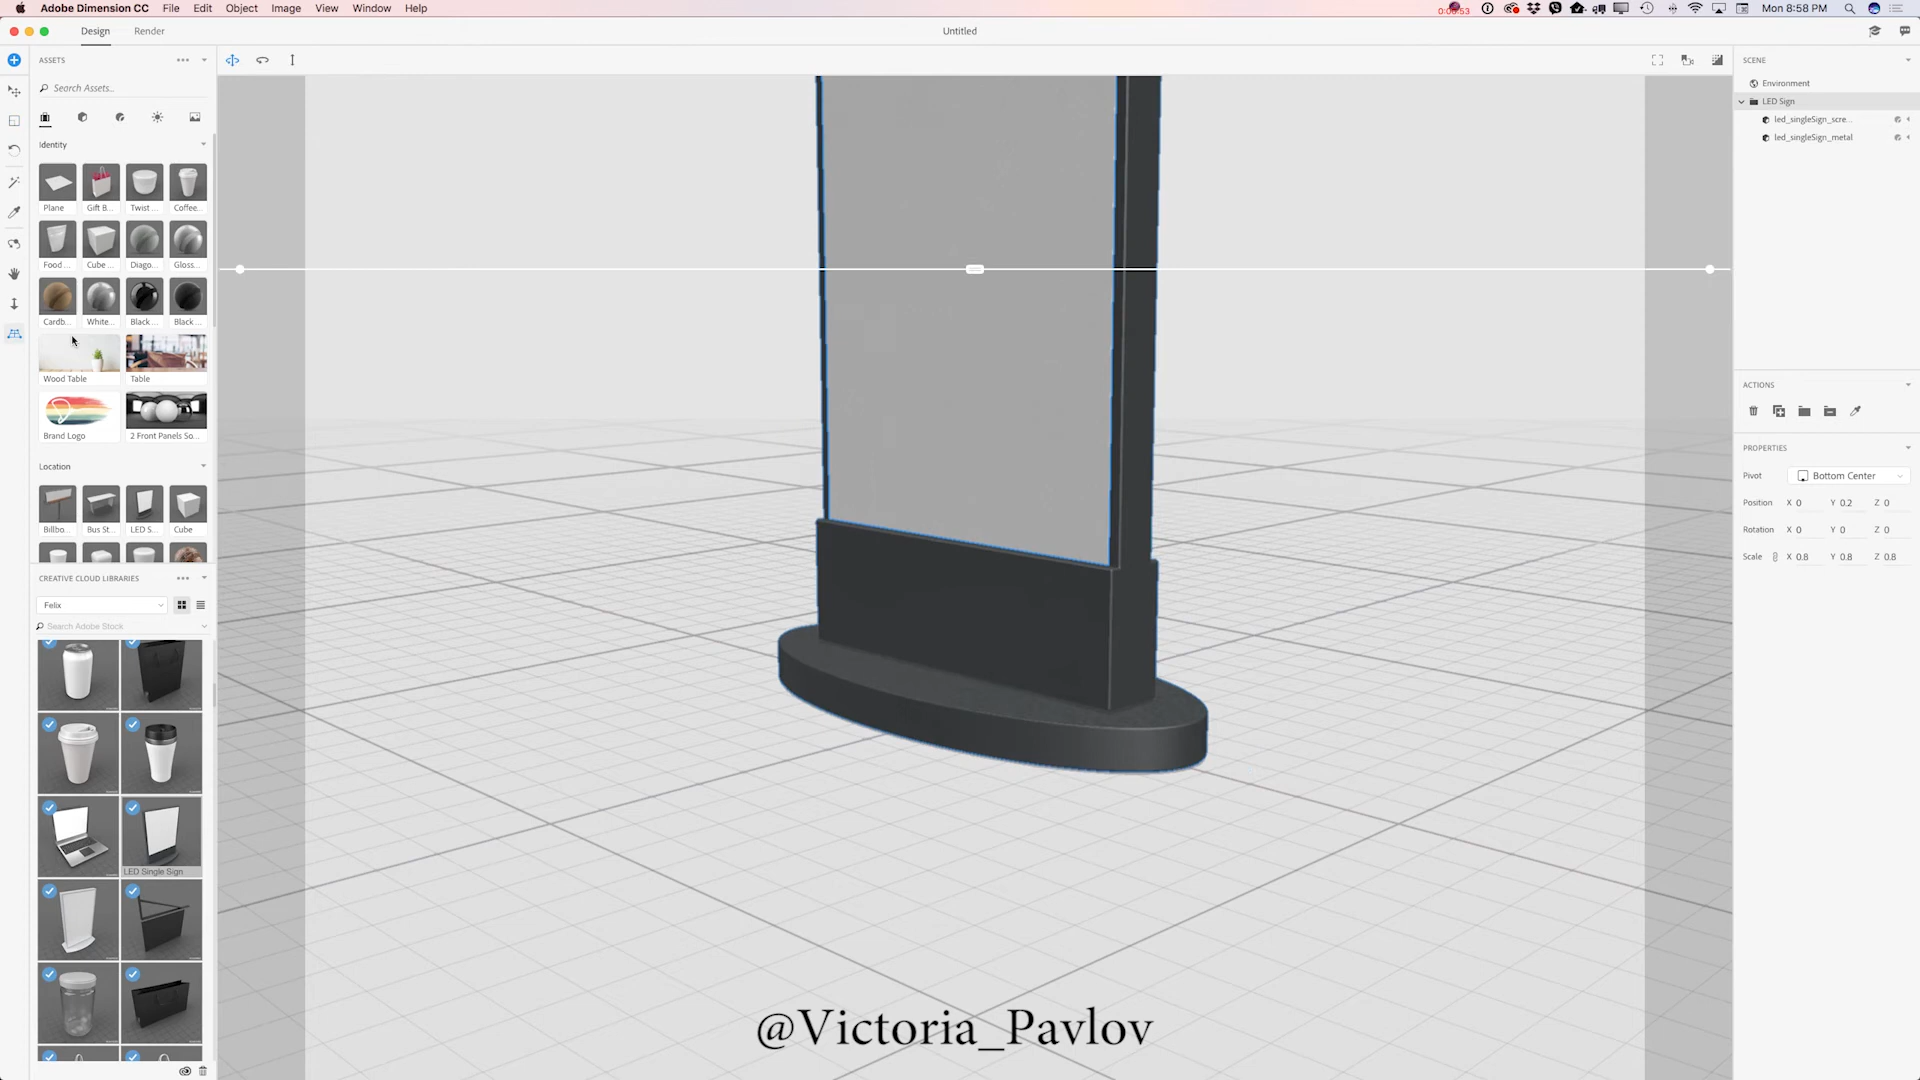 Adobe Dimension CC File Edit Object Image View Window Help
Mon 8:58 PM
Design Render
Untitled
ASSETS
Search Assets...
Identity
Plane Gift B... Twist ... Coffee...
Food ... Cube ... Diago... Gloss...
Cardb... White... Black ... Black ...
Wood Table Table
Brand Logo 2 Front Panels So...
Location
Billbo... Bus St... LED S... Cube
CREATIVE CLOUD LIBRARIES
Felix
Search Adobe Stock
LED Single Sign
@Victoria_Pavlov
SCENE
Environment
LED Sign
led_singleSign_scre...
led_singleSign_metal
ACTIONS
PROPERTIES
Pivot Bottom Center
Position X 0 Y 0.2 Z 0
Rotation X 0 Y 0 Z 0
Scale X 0.8 Y 0.8 Z 0.8